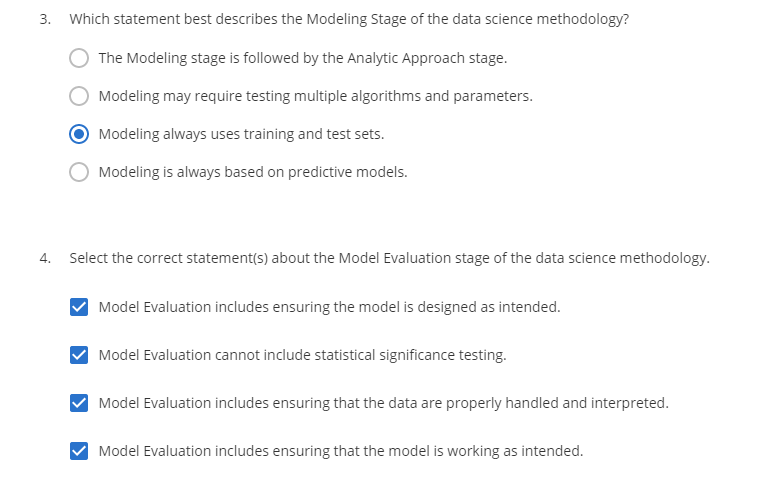 3. Which statement best describes the Modeling Stage of the data science methodology?
The Modeling stage is followed by the Analytic Approach stage.
Modeling may require testing multiple algorithms and parameters.
Modeling always uses training and test sets.
Modeling is always based on predictive models.
4. Select the correct statement(s) about the Model Evaluation stage of the data science methodology.
Model Evaluation includes ensuring the model is designed as intended.
Model Evaluation cannot include statistical significance testing.
Model Evaluation includes ensuring that the data are properly handled and interpreted.
Model Evaluation includes ensuring that the model is working as intended.